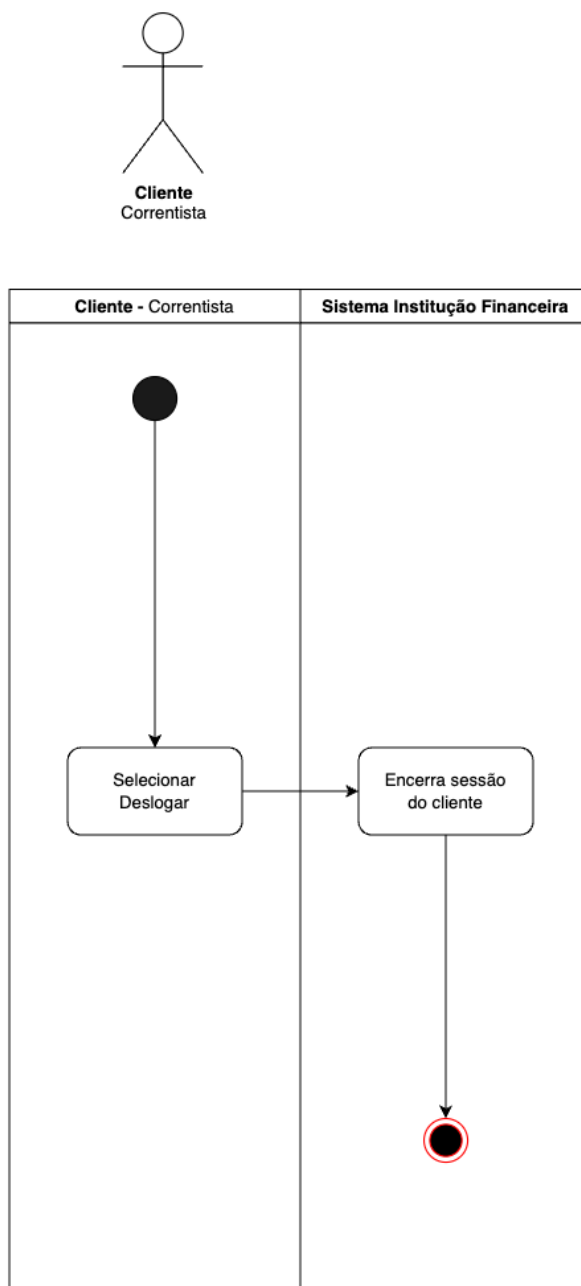 Cliente
Correntista
Cliente - Correntista
Sistema Institução Financeira
Selecionar
Deslogar
Encerra sessão
do cliente